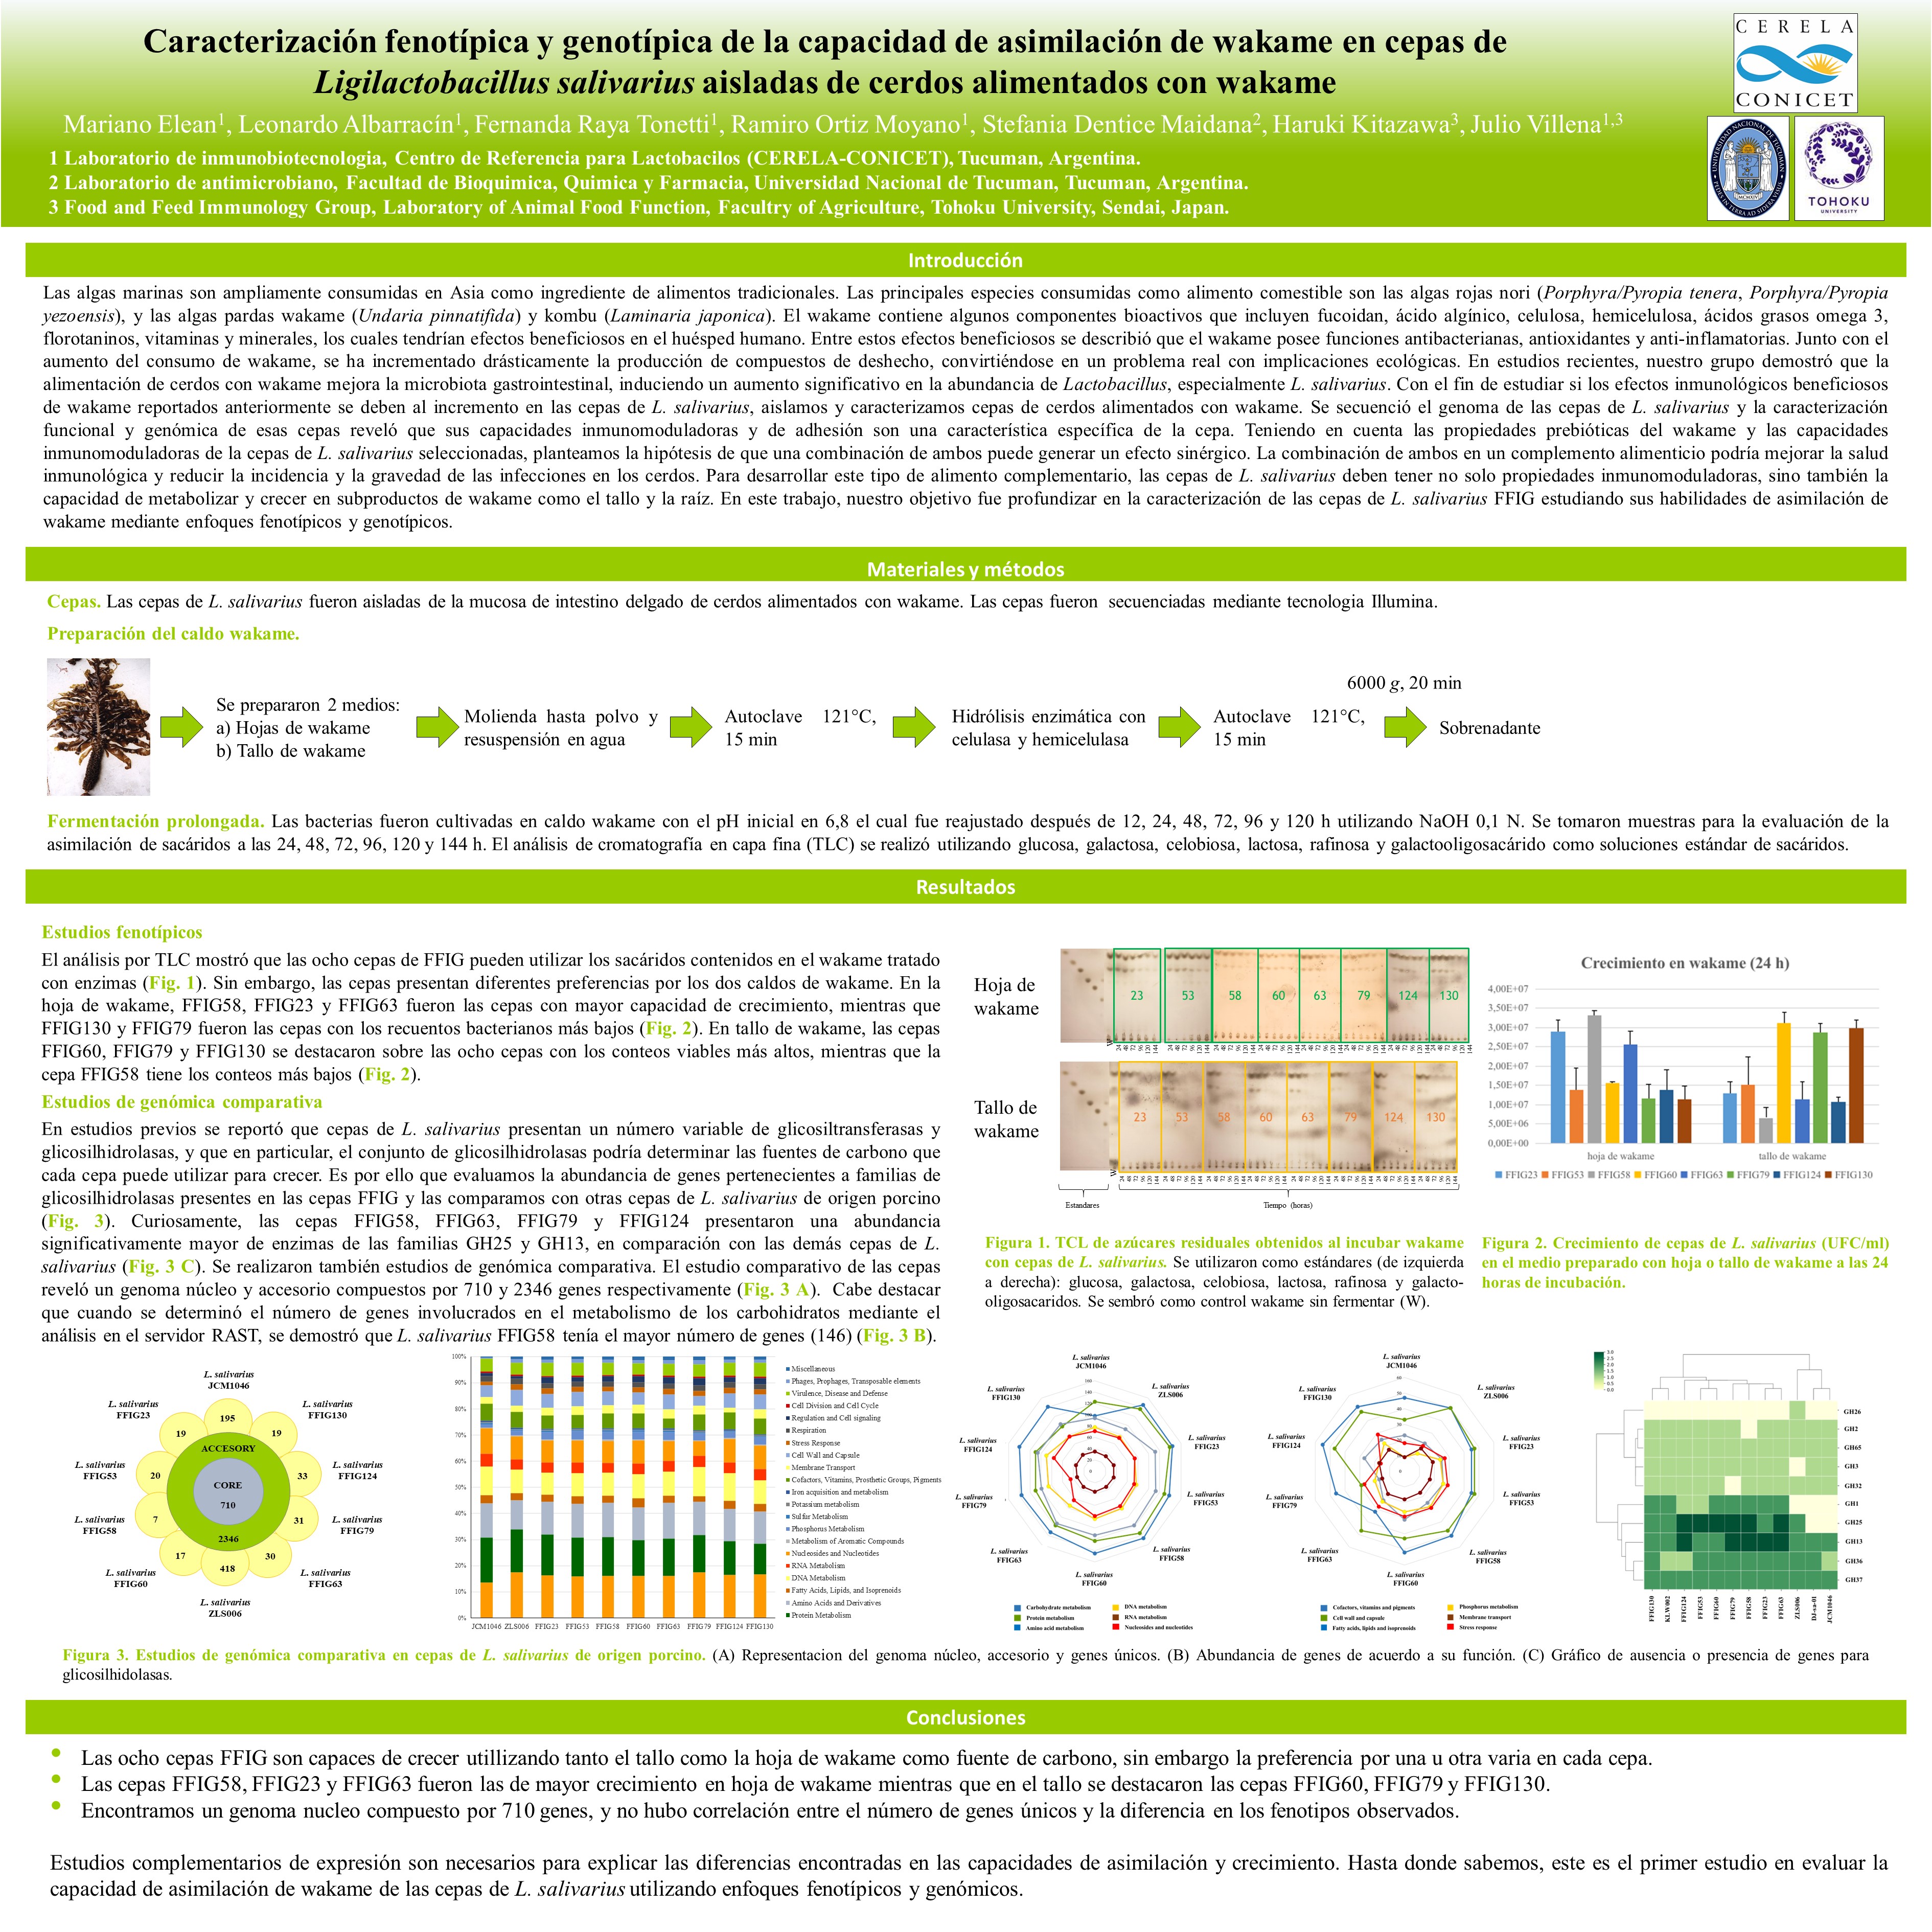 Caracterización fenotípica y genotípica de la capacidad de asimilación de wakame en cepas de
Ligilactobacillus salivarius aisladas de cerdos alimentados con wakame
Mariano Elean1, Leonardo Albarracín1, Fernanda Raya Tonetti1, Ramiro Ortiz Moyano1, Stefania Dentice Maidana2, Haruki Kitazawa3, Julio Villena1,3
1 Laboratorio de inmunobiotecnologia, Centro de Referencia para Lactobacilos (CERELA-CONICET), Tucuman, Argentina.
2 Laboratorio de antimicrobiano, Facultad de Bioquimica, Quimica y Farmacia, Universidad Nacional de Tucuman, Tucuman, Argentina.
3 Food and Feed Immunology Group, Laboratory of Animal Food Function, Facultry of Agriculture, Tohoku University, Sendai, Japan.
CERELA
CONICET
TOHOKU
UNIVERSITY
Introducción
Las algas marinas son ampliamente consumidas en Asia como ingrediente de alimentos tradicionales. Las principales especies consumidas como alimento comestible son las algas rojas nori (Porphyra/Pyropia tenera, Porphyra/Pyropia
yezoensis), y las algas pardas wakame (Undaria pinnatifida) y kombu (Laminaria japonica). El wakame contiene algunos componentes bioactivos que incluyen fucoidan, ácido algínico, celulosa, hemicelulosa, ácidos grasos omega 3,
florotaninos, vitaminas y minerales, los cuales tendrían efectos beneficiosos en el huésped humano. Entre estos efectos beneficiosos se describió que el wakame posee funciones antibacterianas, antioxidantes y anti-inflamatorias. Junto con el
aumento del consumo de wakame, se ha incrementado drásticamente la producción de compuestos de deshecho, convirtiéndose en un problema real con implicaciones ecológicas. En estudios recientes, nuestro grupo demostró que la
alimentación de cerdos con wakame mejora la microbiota gastrointestinal, induciendo un aumento significativo en la abundancia de Lactobacillus, especialmente L. salivarius. Con el fin de estudiar si los efectos inmunológicos beneficiosos
de wakame reportados anteriormente se deben al incremento en las cepas de L. salivarius, aislamos y caracterizamos cepas de cerdos alimentados con wakame. Se secuenció el genoma de las cepas de L. salivarius y la caracterización
funcional y genómica de esas cepas reveló que sus capacidades inmunomoduladoras y de adhesión son una característica específica de la cepa. Teniendo en cuenta las propiedades prebióticas del wakame y las capacidades
inmunomoduladoras de la cepas de L. salivarius seleccionadas, planteamos la hipótesis de que una combinación de ambos puede generar un efecto sinérgico. La combinación de ambos en un complemento alimenticio podría mejorar la salud
inmunológica y reducir la incidencia y la gravedad de las infecciones en los cerdos. Para desarrollar este tipo de alimento complementario, las cepas de L. salivarius deben tener no solo propiedades inmunomoduladoras, sino también la
capacidad de metabolizar y crecer en subproductos de wakame como el tallo y la raíz. En este trabajo, nuestro objetivo fue profundizar en la caracterización de las cepas de L. salivarius FFIG estudiando sus habilidades de asimilación de
wakame mediante enfoques fenotípicos y genotípicos.
Materiales y métodos
Cepas. Las cepas de L. salivarius fueron aisladas de la mucosa de intestino delgado de cerdos alimentados con wakame. Las cepas fueron secuenciadas mediante tecnologia Illumina.
Preparación del caldo wakame.
Se prepararon 2 medios:
a) Hojas de wakame
b) Tallo de wakame
Molienda hasta polvo y
resuspensión en agua
Autoclave 121°C,
15 min
Hidrólisis enzimática con
celulasa y hemicelulasa
Autoclave 121°C,
15 min
6000 g, 20 min
Sobrenadante
Fermentación prolongada. Las bacterias fueron cultivadas en caldo wakame con el pH inicial en 6,8 el cual fue reajustado después de 12, 24, 48, 72, 96 y 120 h utilizando NaOH 0,1 N. Se tomaron muestras para la evaluación de la
asimilación de sacáridos a las 24, 48, 72, 96, 120 y 144 h. El análisis de cromatografía en capa fina (TLC) se realizó utilizando glucosa, galactosa, celobiosa, lactosa, rafinosa y galactooligosacárido como soluciones estándar de sacáridos.
Resultados
Estudios fenotípicos
El análisis por TLC mostró que las ocho cepas de FFIG pueden utilizar los sacáridos contenidos en el wakame tratado
con enzimas (Fig. 1). Sin embargo, las cepas presentan diferentes preferencias por los dos caldos de wakame. En la
hoja de wakame, FFIG58, FFIG23 y FFIG63 fueron las cepas con mayor capacidad de crecimiento, mientras que
FFIG130 y FFIG79 fueron las cepas con los recuentos bacterianos más bajos (Fig. 2). En tallo de wakame, las cepas
FFIG60, FFIG79 y FFIG130 se destacaron sobre las ocho cepas con los conteos viables más altos, mientras que la
cepa FFIG58 tiene los conteos más bajos (Fig. 2).
Estudios de genómica comparativa
En estudios previos se reportó que cepas de L. salivarius presentan un número variable de glicosiltransferasas y
glicosilhidrolasas, y que en particular, el conjunto de glicosilhidrolasas podría determinar las fuentes de carbono que
cada cepa puede utilizar para crecer. Es por ello que evaluamos la abundancia de genes pertenecientes a familias de
glicosilhidrolasas presentes en las cepas FFIG y las comparamos con otras cepas de L. salivarius de origen porcino
(Fig. 3). Curiosamente, las cepas FFIG58, FFIG63, FFIG79 y FFIG124 presentaron una abundancia
significativamente mayor de enzimas de las familias GH25 y GH13, en comparación con las demás cepas de L.
salivarius (Fig. 3 C). Se realizaron también estudios de genómica comparativa. El estudio comparativo de las cepas
reveló un genoma núcleo y accesorio compuestos por 710 y 2346 genes respectivamente (Fig. 3 A). Cabe destacar
que cuando se determinó el número de genes involucrados en el metabolismo de los carbohidratos mediante el
análisis en el servidor RAST, se demostró que L. salivarius FFIG58 tenía el mayor número de genes (146) (Fig. 3 B).
Hoja de
wakame
23 53 58 60 63 79 124 130
W 24 48 72 96 120 144
Tallo de
wakame
23 53 58 60 63 79 124 130
W 24 48 72 96 120 144
Estandares
Tiempo (horas)
Figura 1. TCL de azúcares residuales obtenidos al incubar wakame
con cepas de L. salivarius. Se utilizaron como estándares (de izquierda
a derecha): glucosa, galactosa, celobiosa, lactosa, rafinosa y galacto-
oligosacaridos. Se sembró como control wakame sin fermentar (W).
Crecimiento en wakame (24 h)
4,00E+07
3,50E+07
3,00E+07
2,50E+07
2,00E+07
1,50E+07
1,00E+07
5,00E+06
0,00E+00
hoja de wakame
tallo de wakame
FFIG23 FFIG53 FFIG58 FFIG60 FFIG63 FFIG79 FFIG124 FFIG130
Figura 2. Crecimiento de cepas de L. salivarius (UFC/ml)
en el medio preparado con hoja o tallo de wakame a las 24
horas de incubación.
L. salivarius
JCM1046
L. salivarius
FFIG23
L. salivarius
FFIG130
L. salivarius
FFIG53
L. salivarius
FFIG124
L. salivarius
FFIG58
L. salivarius
FFIG79
L. salivarius
FFIG60
L. salivarius
FFIG63
L. salivarius
ZLS006
195
19
19
20
33
7
31
17
30
418
ACCESORY
CORE
710
2346
100%
90%
80%
70%
60%
50%
40%
30%
20%
10%
0%
JCM1046 ZLS006 FFIG23 FFIG53 FFIG58 FFIG60 FFIG63 FFIG79 FFIG124 FFIG130
Miscellaneous
Phages, Prophages, Transposable elements
Virulence, Disease and Defense
Cell Division and Cell Cycle
Regulation and Cell signaling
Respiration
Stress Response
Cell Wall and Capsule
Membrane Transport
Cofactors, Vitamins, Prosthetic Groups, Pigments
Iron acquisition and metabolism
Potassium metabolism
Sulfur Metabolism
Phosphorus Metabolism
Metabolism of Aromatic Compounds
Nucleosides and Nucleotides
RNA Metabolism
DNA Metabolism
Fatty Acids, Lipids, and Isoprenoids
Amino Acids and Derivatives
Protein Metabolism
L. salivarius
JCM1046
L. salivarius
ZLS006
L. salivarius
FFIG23
L. salivarius
FFIG53
L. salivarius
FFIG58
L. salivarius
FFIG60
L. salivarius
FFIG63
L. salivarius
FFIG79
L. salivarius
FFIG124
L. salivarius
FFIG130
160
140
120
100
80
60
40
20
0
Carbohydrate metabolism
Protein metabolism
Amino acid metabolism
DNA metabolism
RNA metabolism
Nucleosides and nucleotides
L. salivarius
JCM1046
L. salivarius
ZLS006
L. salivarius
FFIG23
L. salivarius
FFIG53
L. salivarius
FFIG58
L. salivarius
FFIG60
L. salivarius
FFIG63
L. salivarius
FFIG79
L. salivarius
FFIG124
L. salivarius
FFIG130
60
50
40
30
0
Cofactors, vitamins and pigments
Cell wall and capsule
Fatty acids, lipids and isoprenoids
Phosphorus metabolism
Membrane transport
Stress response
3.0
2.5
2.0
1.5
1.0
0.5
0.0
GH26
GH2
GH65
GH3
GH32
GH1
GH25
GH13
GH36
GH37
FFIG130 KLW002 FFIG124 FFIG53 FFIG60 FFIG79 FFIG58 FFIG23 FFIG63 ZLS006 DJ-sa-01 JCM1046
Figura 3. Estudios de genómica comparativa en cepas de L. salivarius de origen porcino. (A) Representacion del genoma núcleo, accesorio y genes únicos. (B) Abundancia de genes de acuerdo a su función. (C) Gráfico de ausencia o presencia de genes para
glicosilhidolasas.
Conclusiones
• Las ocho cepas FFIG son capaces de crecer utillizando tanto el tallo como la hoja de wakame como fuente de carbono, sin embargo la preferencia por una u otra varia en cada cepa.
• Las cepas FFIG58, FFIG23 y FFIG63 fueron las de mayor crecimiento en hoja de wakame mientras que en el tallo se destacaron las cepas FFIG60, FFIG79 y FFIG130.
• Encontramos un genoma nucleo compuesto por 710 genes, y no hubo correlación entre el número de genes únicos y la diferencia en los fenotipos observados.
Estudios complementarios de expresión son necesarios para explicar las diferencias encontradas en las capacidades de asimilación y crecimiento. Hasta donde sabemos, este es el primer estudio en evaluar la
capacidad de asimilación de wakame de las cepas de L. salivarius utilizando enfoques fenotípicos y genómicos.